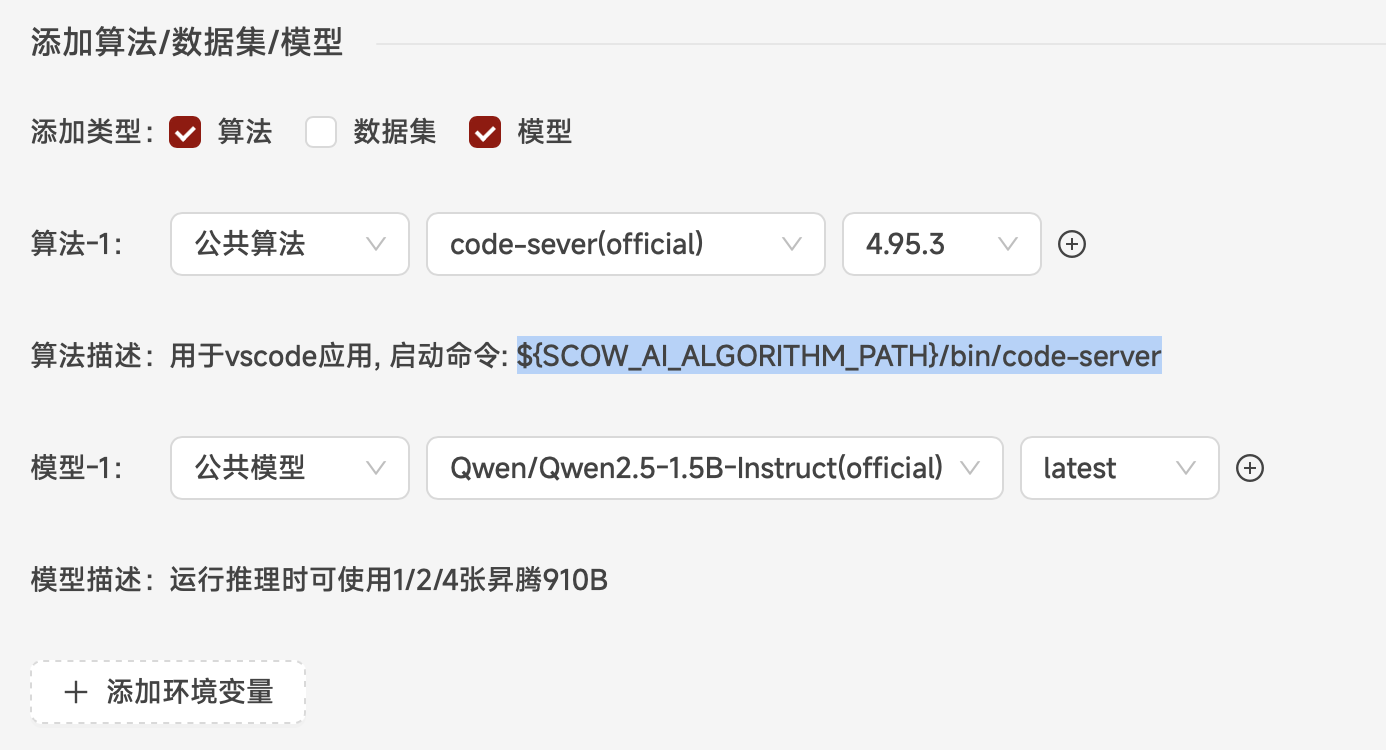 添加算法/数据集/模型
添加类型: 算法 数据集 模型
算法-1: 公共算法 code-sever(official) 4.95.3
算法描述: 用于vscode应用, 启动命令: ${SCOW_AI_ALGORITHM_PATH}/bin/code-server
模型-1: 公共模型 Qwen/Qwen2.5-1.5B-Instruct(official) latest
模型描述: 运行推理时可使用1/2/4张昇腾910B
+ 添加环境变量